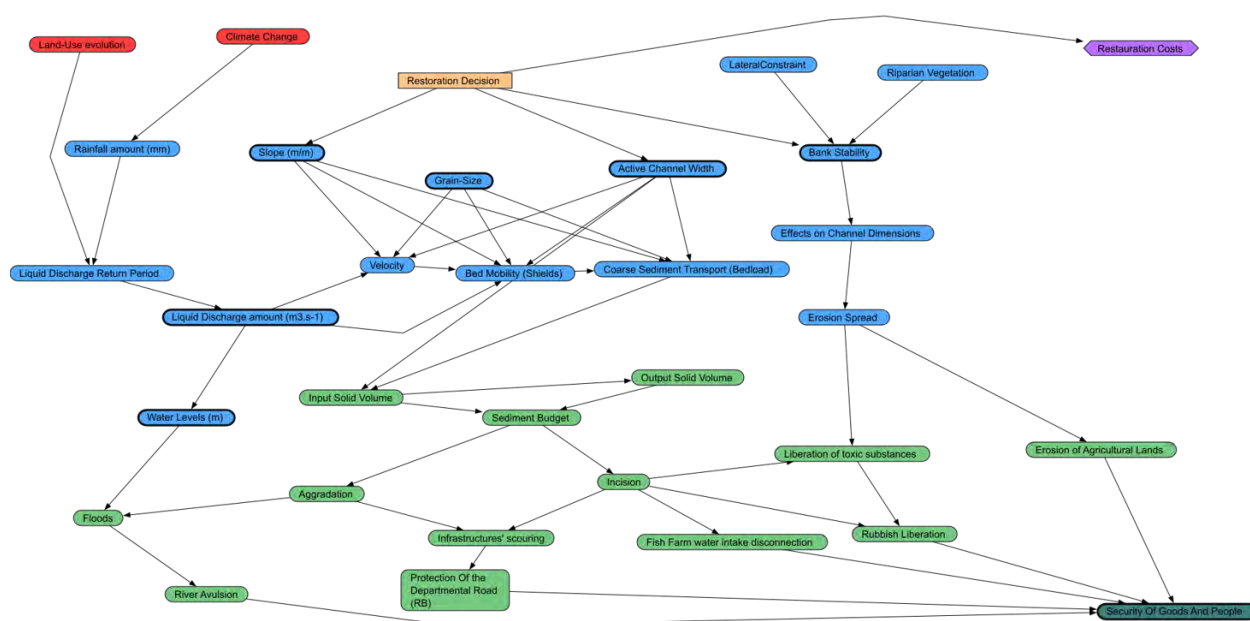 Land-Use evolution
Climate Change
Restauration Costs
Restoration Decision
LateralConstraint
Riparian Vegetation
Rainfall amount (mm)
Slope (m/m)
Bank Stability
Active Channel Width
Grain-Size
Effects on Channel Dimensions
Liquid Discharge Return Period
Velocity
Bed Mobility (Shields)
Coarse Sediment Transport (Bedload)
Liquid Discharge amount (m3.s-1)
Erosion Spread
Output Solid Volume
Input Solid Volume
Water Levels (m)
Sediment Budget
Liberation of toxic substances
Erosion of Agricultural Lands
Incision
Aggradation
Floods
Infrastructures' scouring
Fish Farm water intake disconnection
Rubbish Liberation
Protection Of the
Departmental Road
(RB)
River Avulsion
Security Of Goods And People